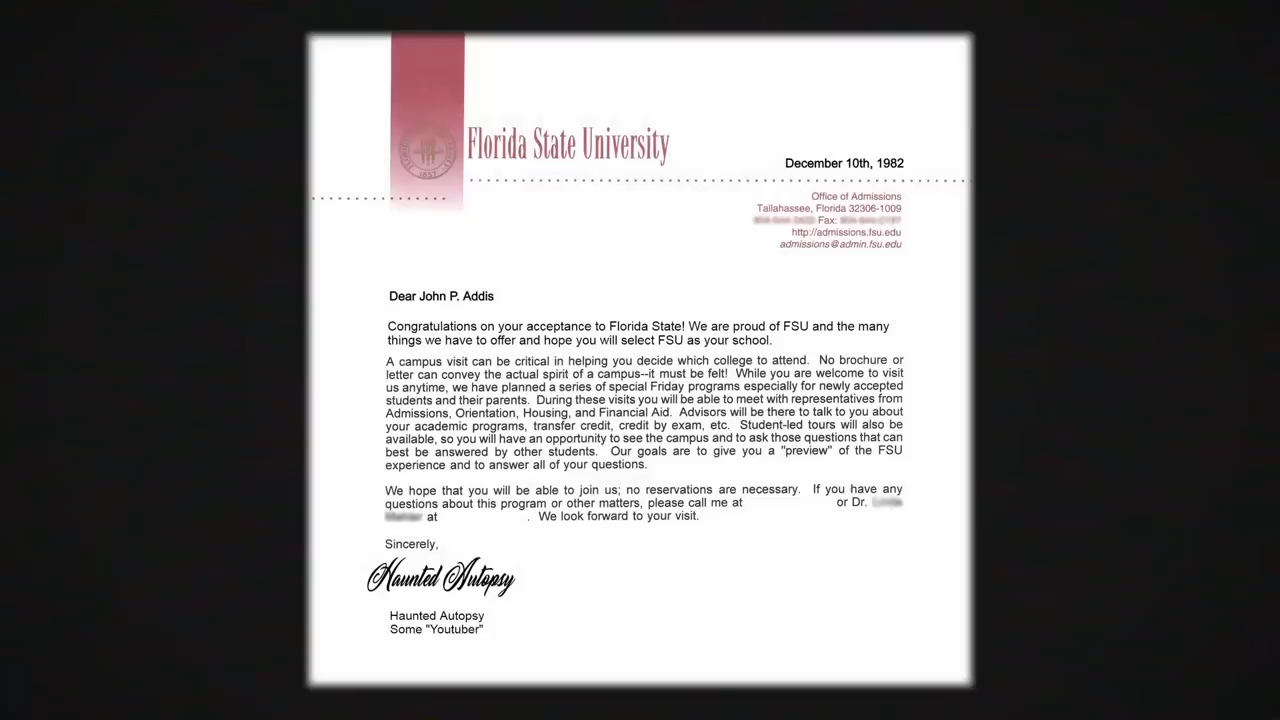 Florida State University
December 10th, 1982
Office of Admissions
Tallahassee, Florida 32306-1009
Fax:
http://admissions.fsu.edu
admissions@admin.fsu.edu
Dear John P. Addis
Congratulations on your acceptance to Florida State! We are proud of FSU and the many
things we have to offer and hope you will select FSU as your school.
A campus visit can be critical in helping you decide which college to attend. No brochure or
letter can convey the actual spirit of a campus--it must be felt! While you are welcome to visit
us anytime, we have planned a series of special Friday programs especially for newly accepted
students and their parents. During these visits you will be able to meet with representatives from
Admissions, Orientation, Housing, and Financial Aid. Advisors will be there to talk to you about
your academic programs, transfer credit, credit by exam, etc. Student-led tours will also be
available, so you will have an opportunity to see the campus and to ask those questions that can
best be answered by other students. Our goals are to give you a "preview" of the FSU
experience and to answer all of your questions.
We hope that you will be able to join us; no reservations are necessary. If you have any
questions about this program or other matters, please call me at or Dr.
at . We look forward to your visit.
Sincerely,
Haunted Autopsy
Haunted Autopsy
Some "Youtuber"